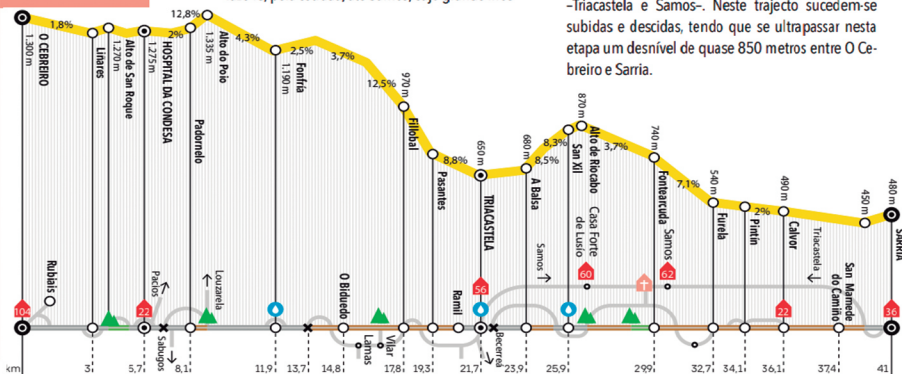 –Triacastela e Samos–. Neste trajecto sucedem-se
subidas e descidas, tendo que se ultrapassar nesta
etapa um desnível de quase 850 metros entre O Ce-
breiro e Sarria.
1,8%
12,8%
2%
4,3%
2,5%
3,7%
12,5%
8,8%
8,5%
8,3%
3,7%
7,1%
2%
O CEBREIRO
1.300 m
Liñares
Alto de San Roque
1.270 m
HOSPITAL DA CONDESA
1.275m
Padornelo
Alto do Poio
1.335 m
Fonfría
1.190 m
970 m
Fillobal
Pasantes
650 m
TRIACASTELA
680 m
A Balsa
San Xil
870 m
Alto de Riocabo
Casa Forte
de Lusío
740 m
Fontearcuda
Samos
540 m
Furela
Pintín
490 m
Calvor
Triacastela
San Mamede
do Camiño
450 m
480 m
SARRIA
Rubiais
Pacios
Sabugos
Louzarela
O Biduedo
Lamas
Vilar
Ramil
Becerreá
Samos
104
22
56
60
62
22
36
km
3
5,7
8,1
11,9
13,7
14,8
17,8
19,3
21,7
23,9
25,9
29,9
32,7
34,1
36,1
37,4
41